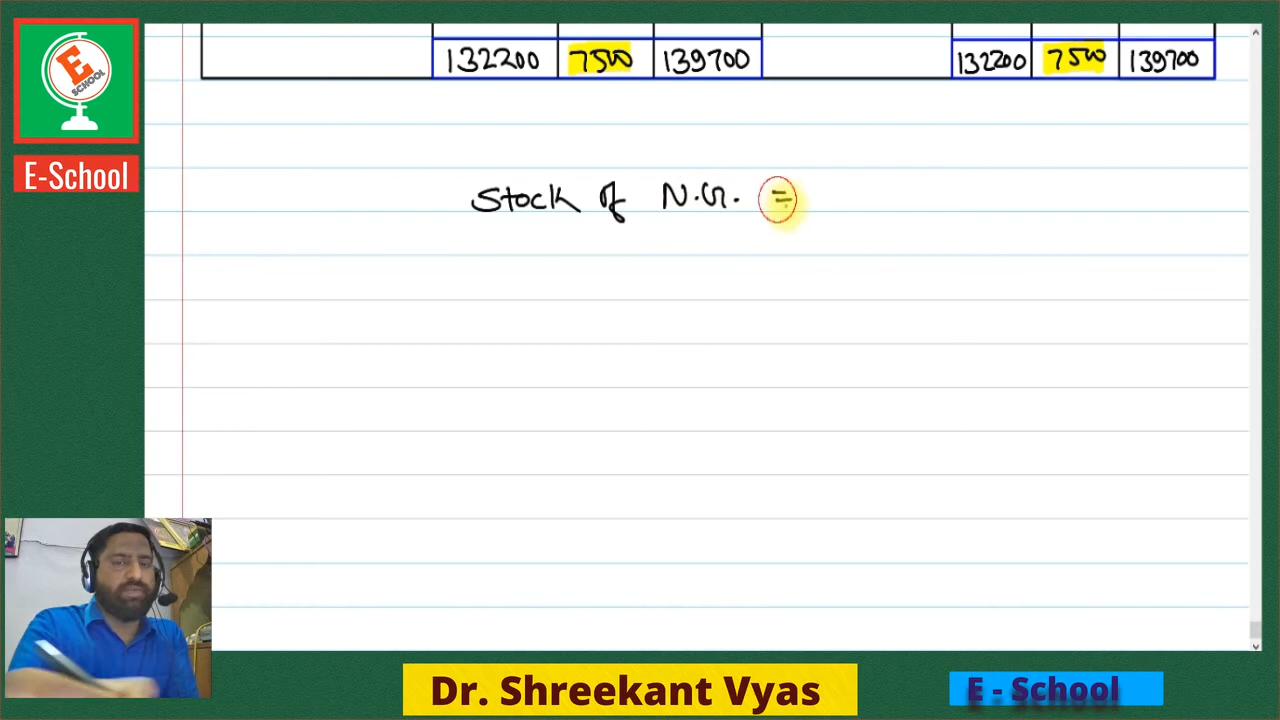 132200 7500 139700 132200 7500 139700
E SCHOOL
E-School
Stock of N.G. =
Dr. Shreekant Vyas
E - School